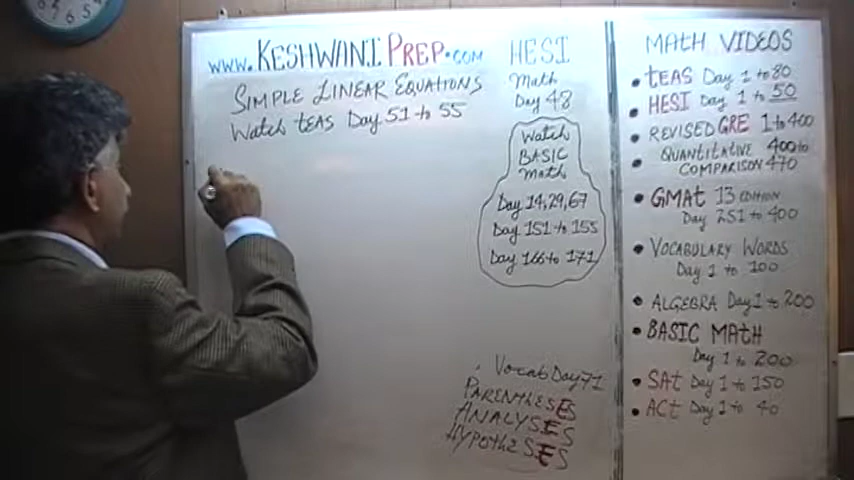 www.KESHWANI PREP.com
SIMPLE LINEAR EQUATIONS
Watch TEAS Day 51 to 55
HESI
Math
Day 48
Watch
BASIC
Math
Day 14,29,67
Day 151 to 155
Day 166 to 171
Vocab Day 71
PARENTHESES
ANALYSES
HYPOTHESES
MATH VIDEOS
• TEAS Day 1 to 80
• HESI Day 1 to 50
• REVISED GRE 1 to 400
• QUANTITATIVE 400 to
COMPARISON 470
• GMAT 13 EDITION
Day 251 to 400
• VOCABULARY WORDS
Day 1 to 100
• ALGEBRA Day 1 to 200
• BASIC MATH
Day 1 to 200
• SAT Day 1 to 150
• ACT Day 1 to 40